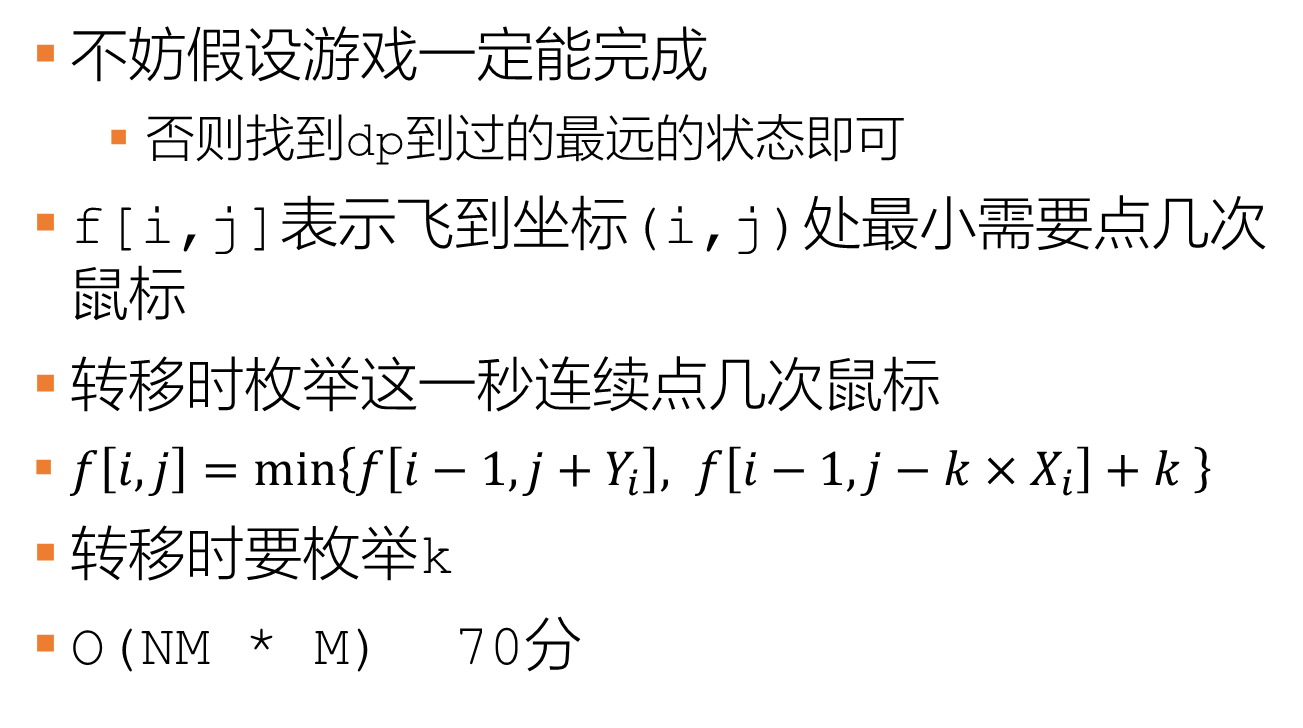 不妨假设游戏一定能完成
否则找到dp到过的最远的状态即可
f[i,j]表示飞到坐标(i,j)处最小需要点几次
鼠标
转移时枚举这一秒连续点几次鼠标
f[i,j] = min{f[i − 1, j + Yᵢ], f[i − 1, j − k × Xᵢ] + k }
转移时要枚举k
O(NM * M) 70分